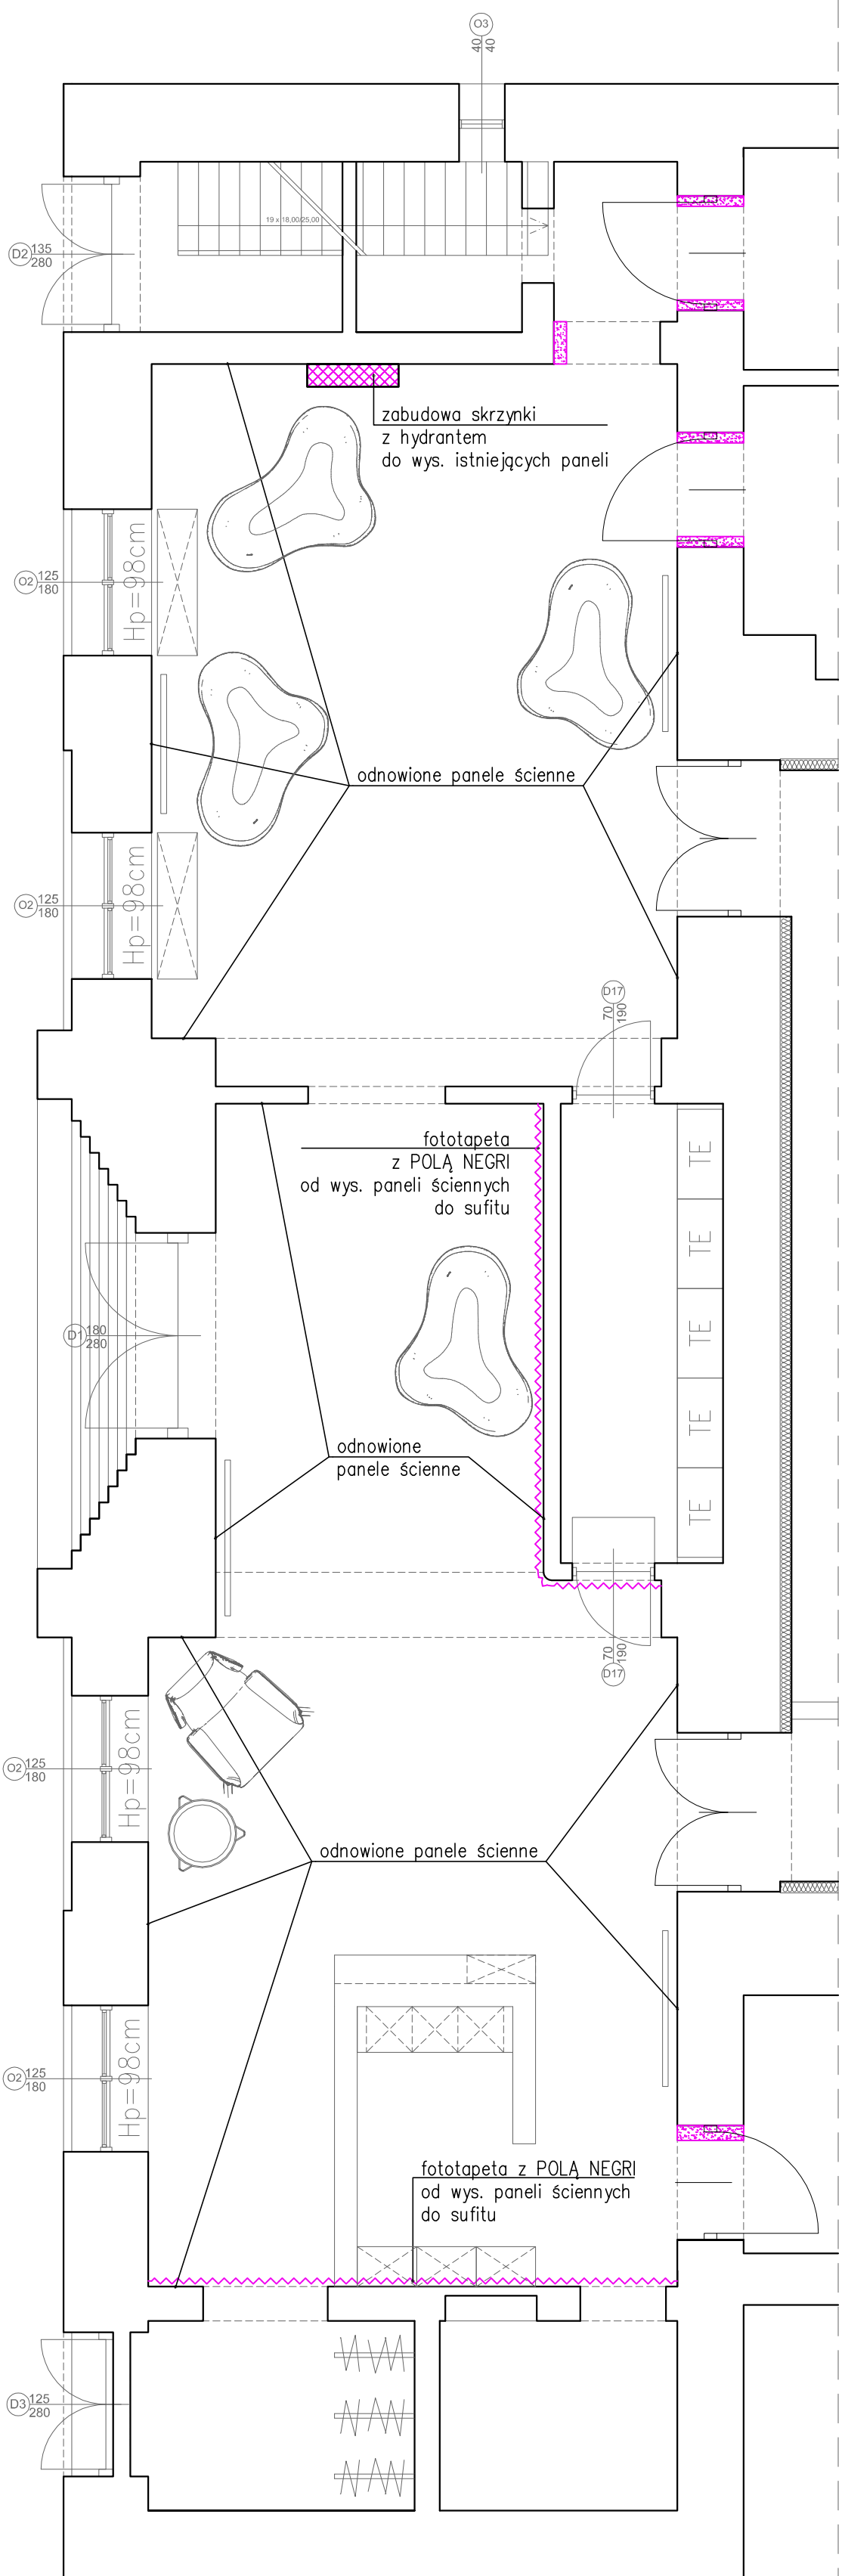 O3
40
40
19 x 18,00/25,00
D2
135
280
zabudowa skrzynki
z hydrantem
do wys. istniejących paneli
O2
125
180
Hp=98cm
odnowione panele ścienne
O2
125
180
Hp=98cm
D17
70
190
fototapeta
z POLĄ NEGRI
od wys. paneli ściennych
do sufitu
TE
TE
TE
TE
TE
D1
180
280
odnowione
panele ścienne
70
190
D17
O2
125
180
Hp=98cm
odnowione panele ścienne
O2
125
180
Hp=98cm
fototapeta z POLĄ NEGRI
od wys. paneli ściennych
do sufitu
D3
125
280